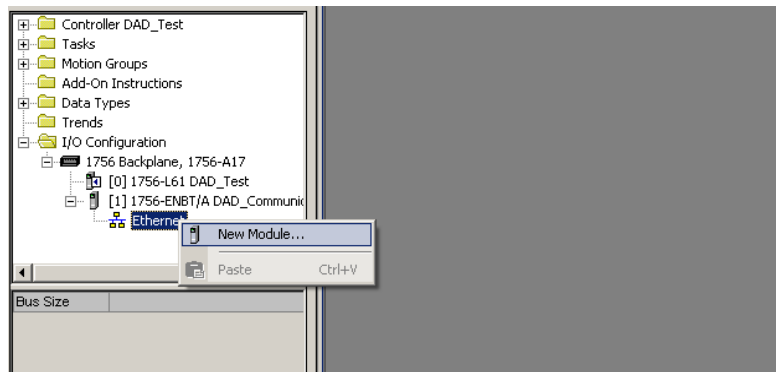 Controller DAD_Test
Tasks
Motion Groups
Add-On Instructions
Data Types
Trends
I/O Configuration
1756 Backplane, 1756-A17
[0] 1756-L61 DAD_Test
[1] 1756-ENBT/A DAD_Communic
Ethernet
New Module...
Paste Ctrl+V
Bus Size